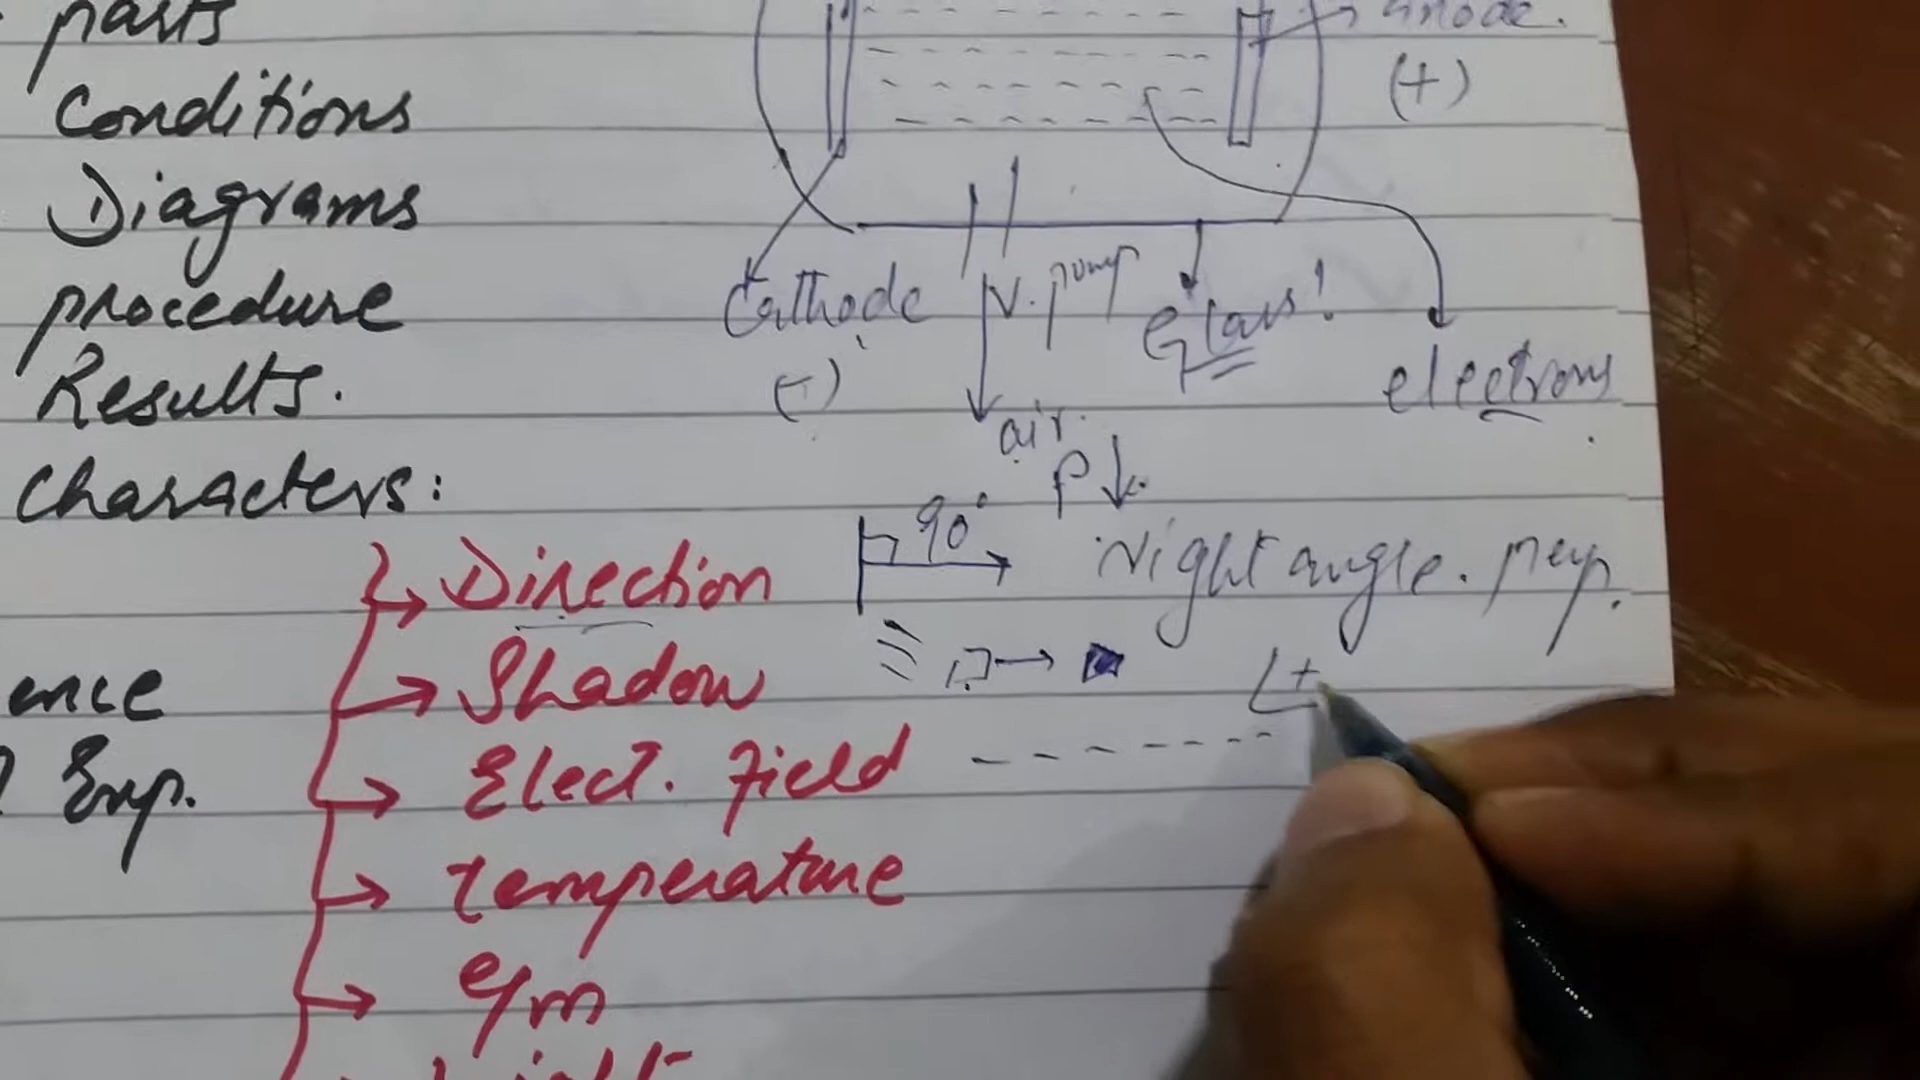 parts
Conditions
Diagrams
procedure
Results.
Characters:
anode.
(+)
Cathode
(-)
V. pump
air.
P
Glass!
electrons
Direction
90°
right angle. perp.
Shadow
+
Elect. field
temperature
e/m
ence
Exp.